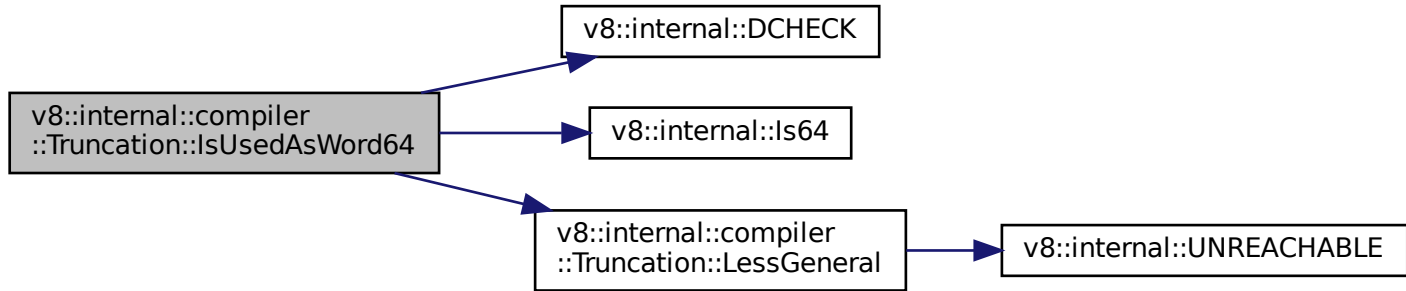 v8::internal::DCHECK
v8::internal::compiler
::Truncation::IsUsedAsWord64
v8::internal::Is64
v8::internal::compiler
::Truncation::LessGeneral
v8::internal::UNREACHABLE